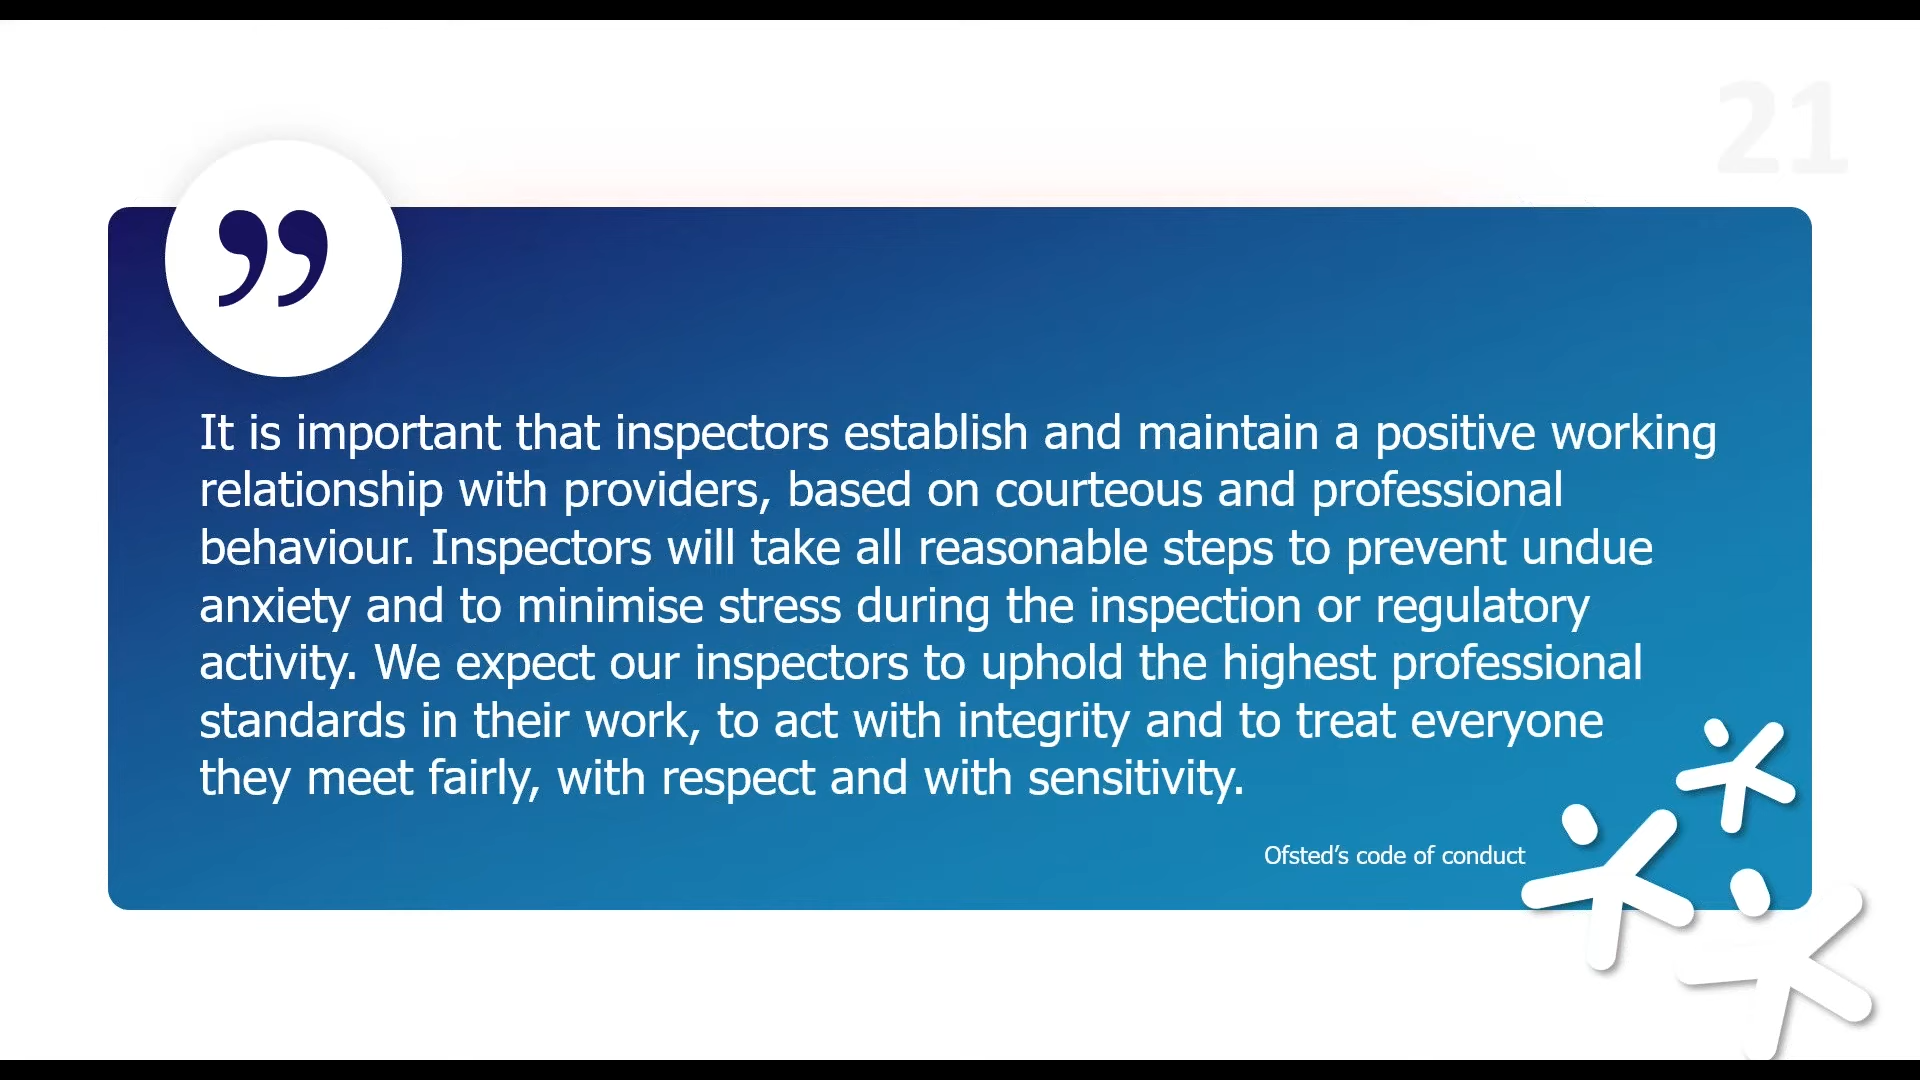 21
”
It is important that inspectors establish and maintain a positive working
relationship with providers, based on courteous and professional
behaviour. Inspectors will take all reasonable steps to prevent undue
anxiety and to minimise stress during the inspection or regulatory
activity. We expect our inspectors to uphold the highest professional
standards in their work, to act with integrity and to treat everyone
they meet fairly, with respect and with sensitivity.
Ofsted’s code of conduct